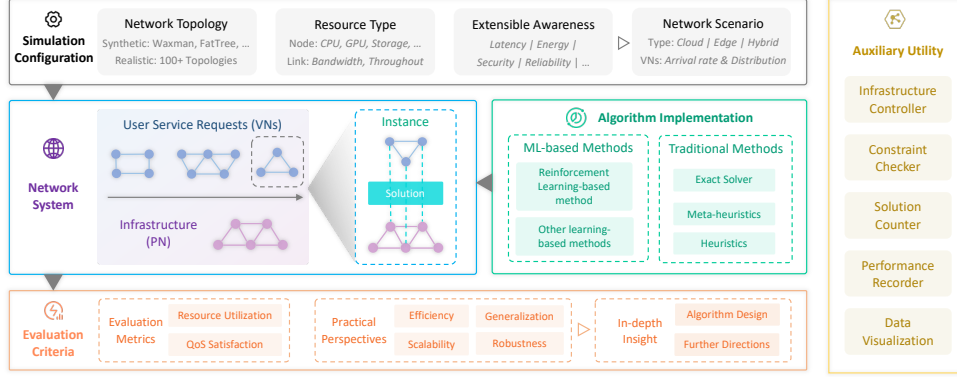 Simulation
Configuration
Network Topology
Synthetic: Waxman, FatTree, ...
Realistic: 100+ Topologies
Resource Type
Node: CPU, GPU, Storage, ...
Link: Bandwidth, Throughout
Extensible Awareness
Latency | Energy |
Security | Reliability | ...
Network Scenario
Type: Cloud | Edge | Hybrid
VNs: Arrival rate & Distribution
Network
System
User Service Requests (VNs)
Infrastructure
(PN)
Instance
Solution
Algorithm Implementation
ML-based Methods
Reinforcement
Learning-based
method
Other learning-
based methods
Traditional Methods
Exact Solver
Meta-heuristics
Heuristics
Evaluation
Criteria
Evaluation
Metrics
Resource Utilization
QoS Satisfaction
Practical
Perspectives
Efficiency
Generalization
Scalability
Robustness
In-depth
Insight
Algorithm Design
Further Directions
Auxiliary Utility
Infrastructure
Controller
Constraint
Checker
Solution
Counter
Performance
Recorder
Data
Visualization